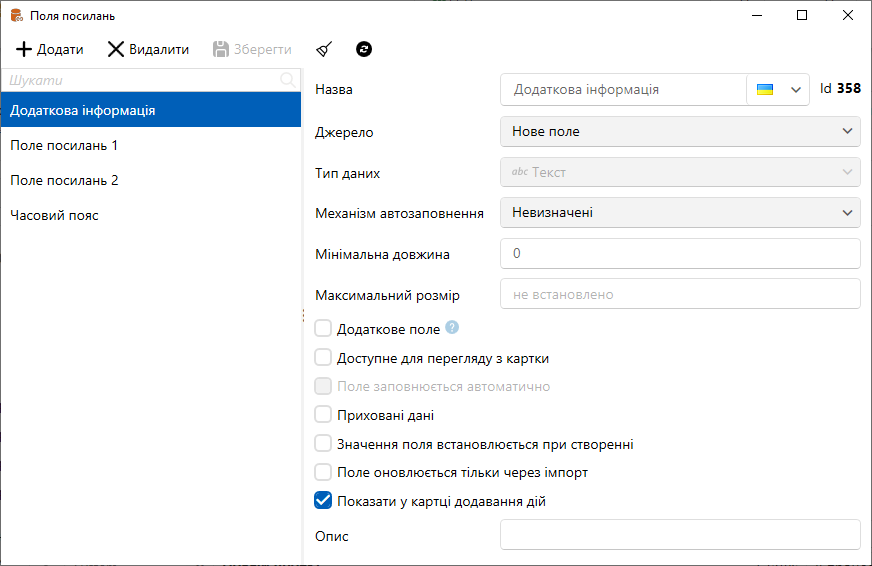 Поля посилань
Додати Видалити Зберегти
Шукати
Додаткова інформація
Поле посилань 1
Поле посилань 2
Часовий пояс
Назва Додаткова інформація Id 358
Джерело Нове поле
Тип даних abc Текст
Механізм автозаповнення Невизначені
Мінімальна довжина 0
Максимальний розмір не встановлено
Додаткове поле ?
Доступне для перегляду з картки
Поле заповнюється автоматично
Приховані дані
Значення поля встановлюється при створенні
Поле оновлюється тільки через імпорт
Показати у картці додавання дій
Опис